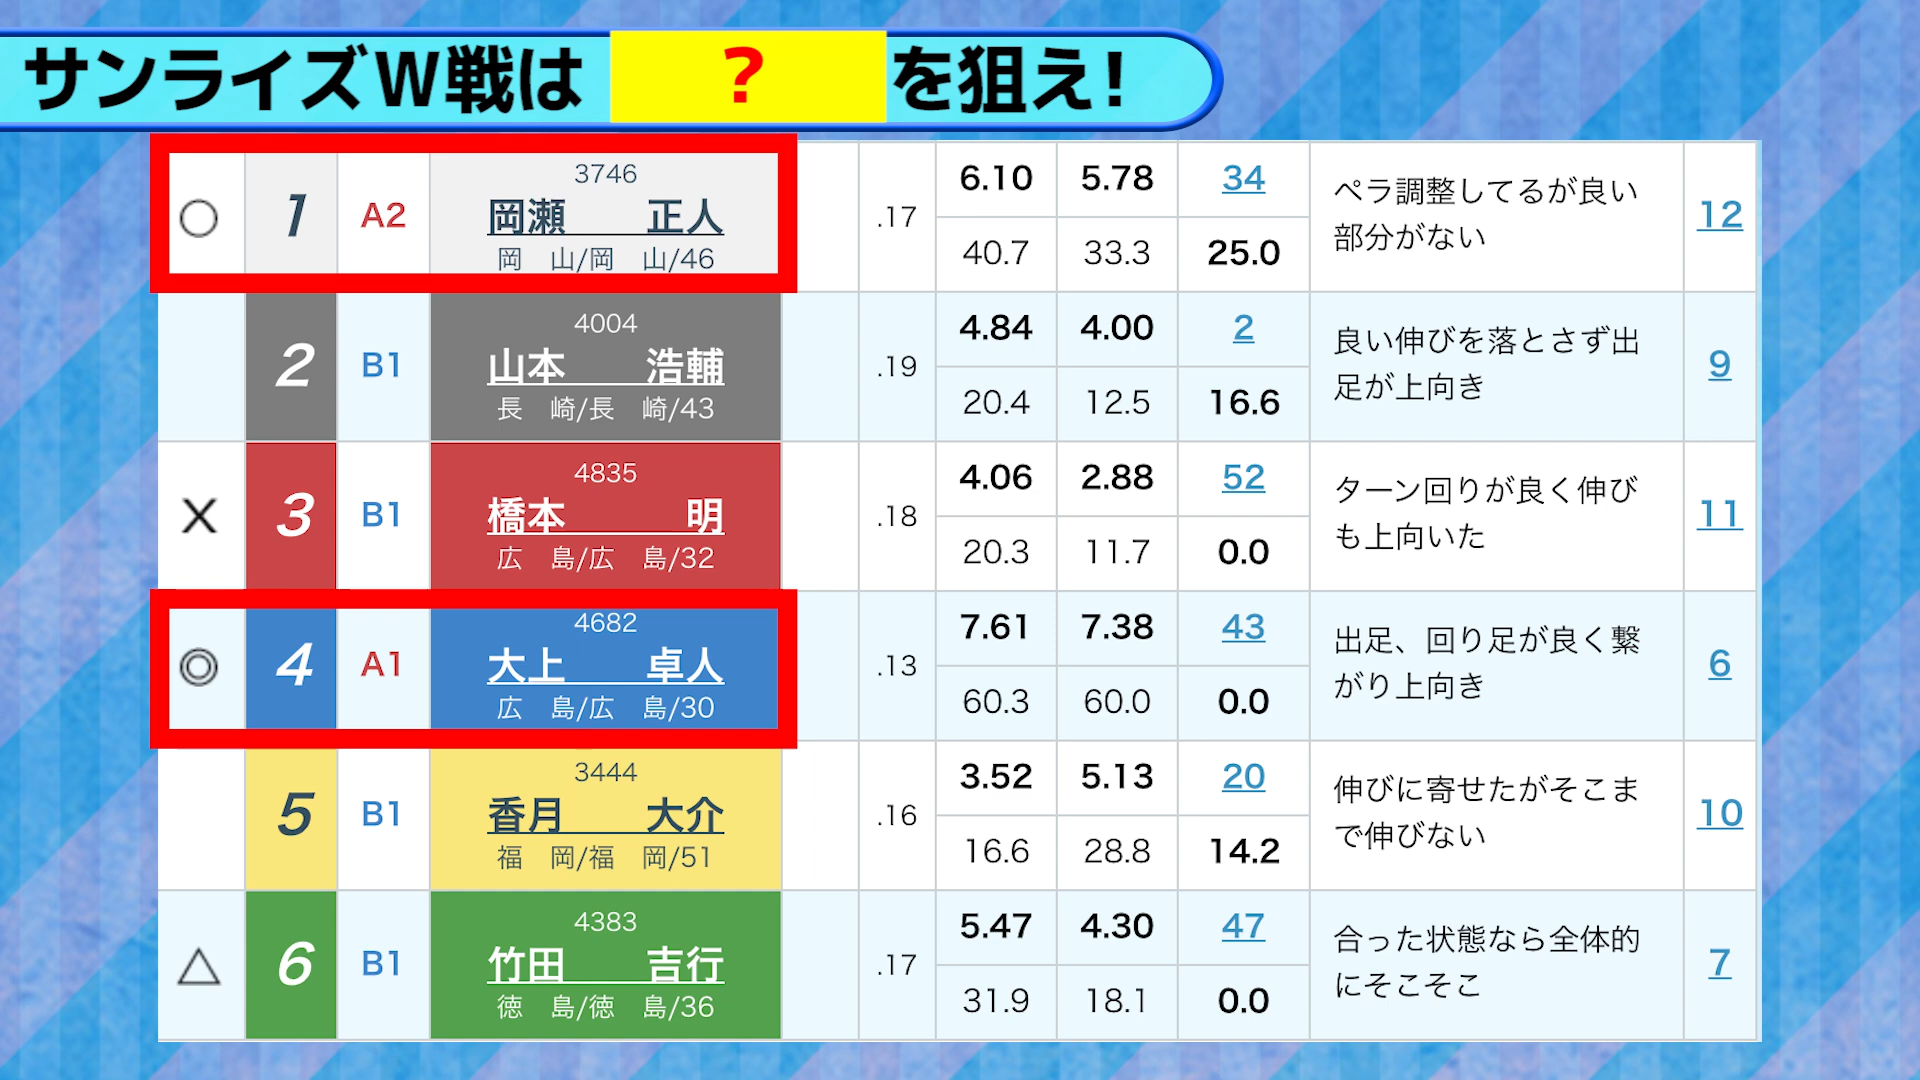 サンライズW戦は ? を狙え!
○ 1 A2 3746 .17 6.10 5.78 34 ペラ調整してるが良い 12
岡瀬 正人 部分がない
岡 山/岡 山/46 40.7 33.3 25.0
2 B1 4004 .19 4.84 4.00 2 良い伸びを落とさず出 9
山本 浩輔 足が上向き
長 崎/長 崎/43 20.4 12.5 16.6
X 3 B1 4835 .18 4.06 2.88 52 ターン回りが良く伸び 11
橋本 明 も上向いた
広 島/広 島/32 20.3 11.7 0.0
◎ 4 A1 4682 .13 7.61 7.38 43 出足、回り足が良く繋 6
大上 卓人 がり上向き
広 島/広 島/30 60.3 60.0 0.0
5 B1 3444 .16 3.52 5.13 20 伸びに寄せたがそこま 10
香月 大介 で伸びない
福 岡/福 岡/51 16.6 28.8 14.2
△ 6 B1 4383 .17 5.47 4.30 47 合った状態なら全体的 7
竹田 吉行 にそこそこ
徳 島/徳 島/36 31.9 18.1 0.0